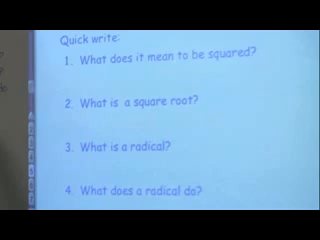 Quick write:
1. What does it mean to be squared?
2. What is a square root?
3. What is a radical?
4. What does a radical do?